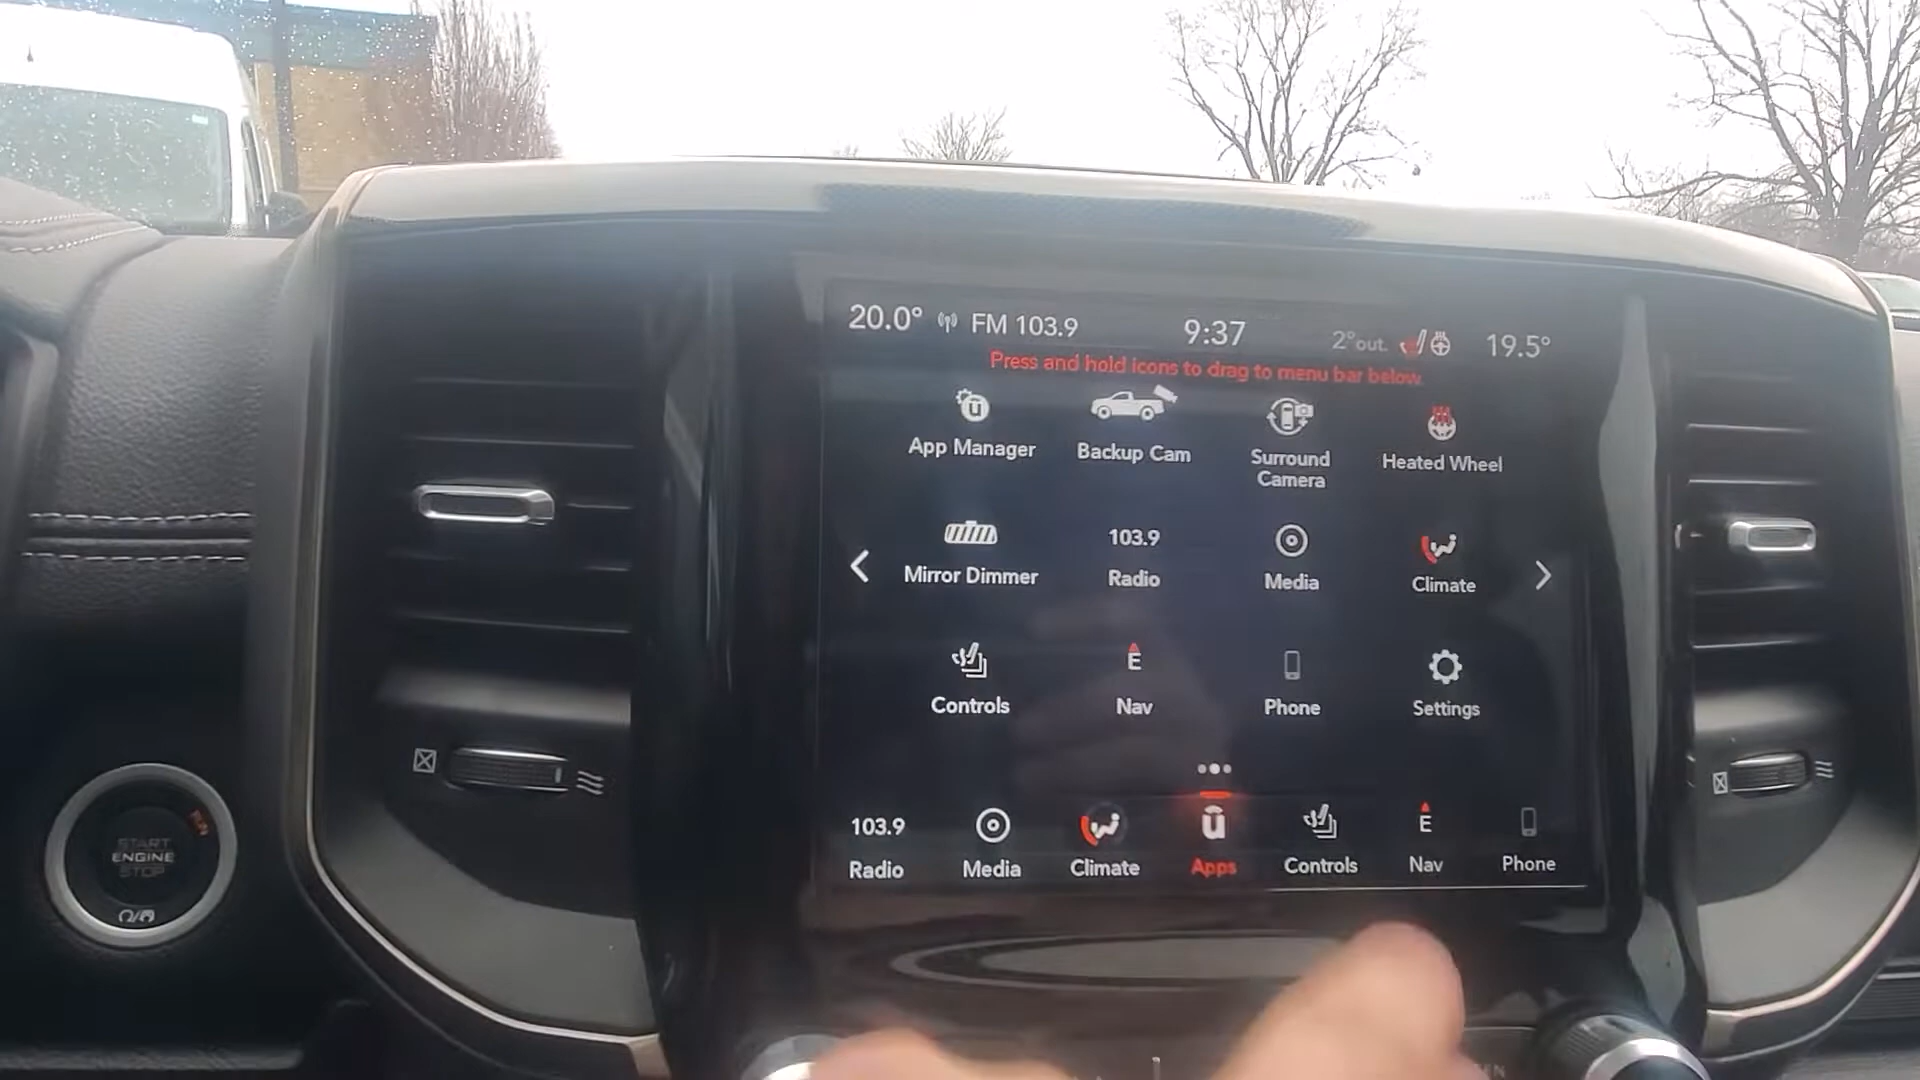 20.0° FM 103.9 9:37 2°out. 19.5°
Press and hold icons to drag to menu bar below.
App Manager
Backup Cam
Surround
Camera
Heated Wheel
Mirror Dimmer
103.9
Radio
Media
Climate
Controls
E
Nav
Phone
Settings
103.9
Radio
Media
Climate
Apps
Controls
E
Nav
Phone
START
ENGINE
STOP
RUN